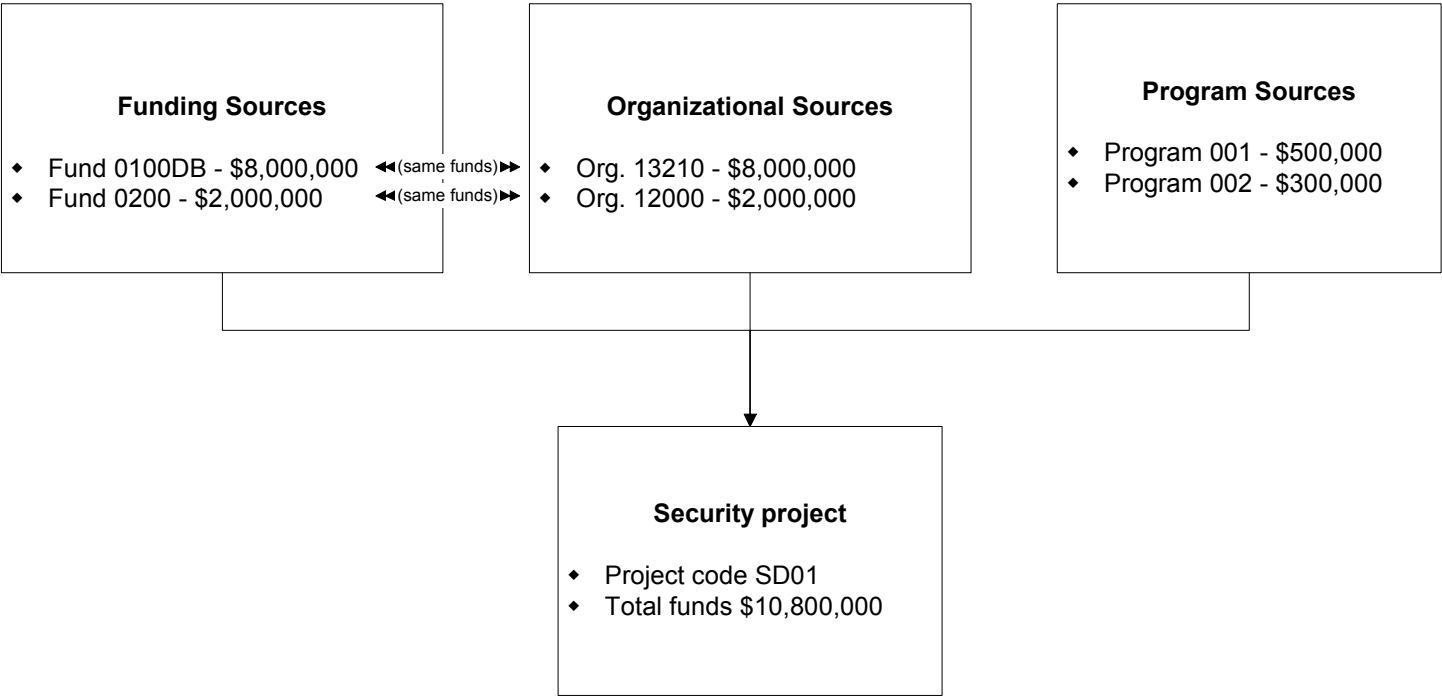 Funding Sources
Fund 0100DB - $8,000,000
Fund 0200 - $2,000,000
(same funds)
(same funds)
Organizational Sources
Org. 13210 - $8,000,000
Org. 12000 - $2,000,000
Program Sources
Program 001 - $500,000
Program 002 - $300,000
Security project
Project code SD01
Total funds $10,800,000